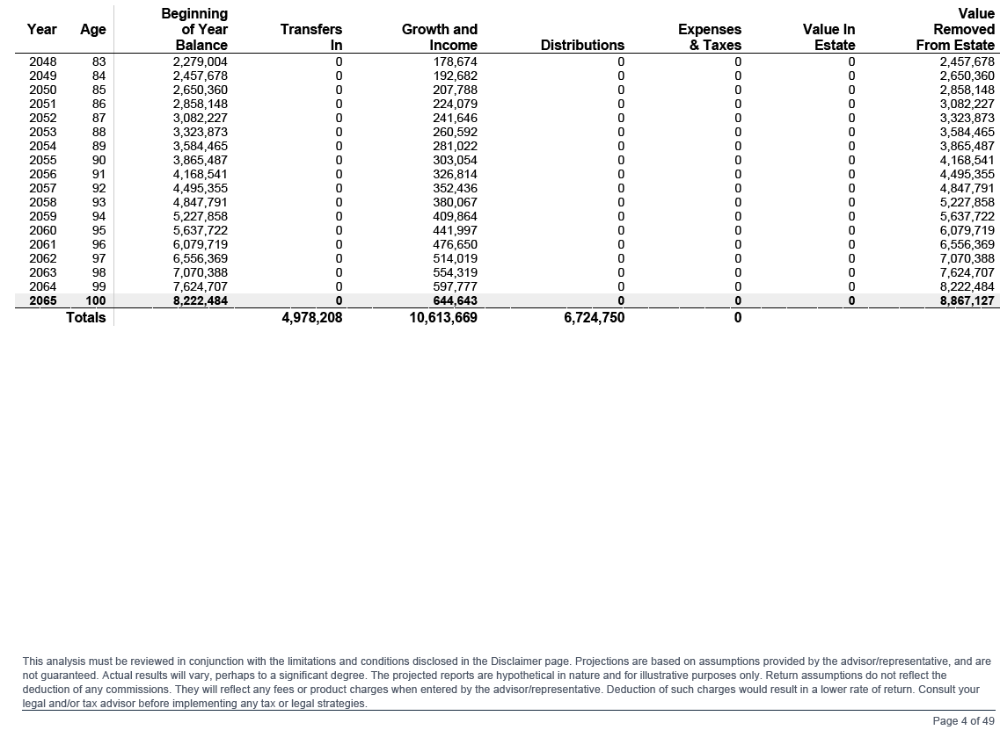 Beginning Value
Year Age of Year Transfers Growth and Expenses Value In Removed
Balance In Income Distributions & Taxes Estate From Estate
2048 83 2,279,004 0 178,674 0 0 0 2,457,678
2049 84 2,457,678 0 192,682 0 0 0 2,650,360
2050 85 2,650,360 0 207,788 0 0 0 2,858,148
2051 86 2,858,148 0 224,079 0 0 0 3,082,227
2052 87 3,082,227 0 241,646 0 0 0 3,323,873
2053 88 3,323,873 0 260,592 0 0 0 3,584,465
2054 89 3,584,465 0 281,022 0 0 0 3,865,487
2055 90 3,865,487 0 303,054 0 0 0 4,168,541
2056 91 4,168,541 0 326,814 0 0 0 4,495,355
2057 92 4,495,355 0 352,436 0 0 0 4,847,791
2058 93 4,847,791 0 380,067 0 0 0 5,227,858
2059 94 5,227,858 0 409,864 0 0 0 5,637,722
2060 95 5,637,722 0 441,997 0 0 0 6,079,719
2061 96 6,079,719 0 476,650 0 0 0 6,556,369
2062 97 6,556,369 0 514,019 0 0 0 7,070,388
2063 98 7,070,388 0 554,319 0 0 0 7,624,707
2064 99 7,624,707 0 597,777 0 0 0 8,222,484
2065 100 8,222,484 0 644,643 0 0 0 8,867,127
Totals 4,978,208 10,613,669 6,724,750 0
This analysis must be reviewed in conjunction with the limitations and conditions disclosed in the Disclaimer page. Projections are based on assumptions provided by the advisor/representative, and are
not guaranteed. Actual results will vary, perhaps to a significant degree. The projected reports are hypothetical in nature and for illustrative purposes only. Return assumptions do not reflect the
deduction of any commissions. They will reflect any fees or product charges when entered by the advisor/representative. Deduction of such charges would result in a lower rate of return. Consult your
legal and/or tax advisor before implementing any tax or legal strategies.
Page 4 of 49